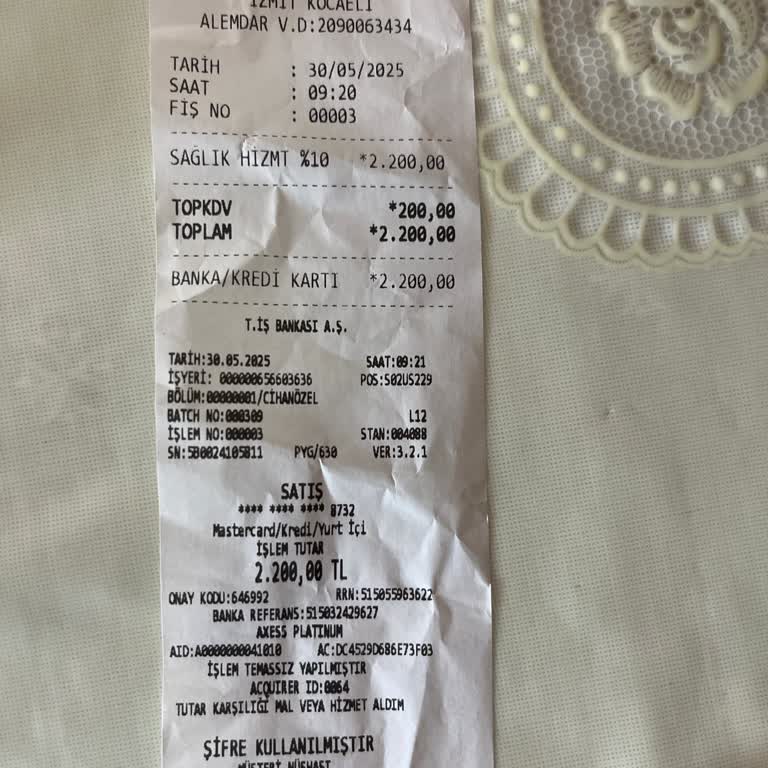 İZMİT KOCAELİ
ALEMDAR V.D:2090063434
TARİH : 30/05/2025
SAAT : 09:20
FİŞ NO : 00003
SAĞLIK HİZMT %10 *2.200,00
TOPKDV *200,00
TOPLAM *2.200,00
BANKA/KREDİ KARTI *2.200,00
T.İŞ BANKASI A.Ş.
TARİH:30.05.2025 SAAT:09:21
İŞYERİ: 000000656603636 POS:S02US229
BÖLÜM:00000001/CİHANÖZEL
BATCH NO:000309 L12
İŞLEM NO:000003 STAN:004088
SN:5B0024105811 PYG/630 VER:3.2.1
SATIŞ
**** **** **** 8732
Mastercard/Kredi/Yurt İçi
İŞLEM TUTAR
2.200,00 TL
ONAY KODU:646992 RRN:515055963622
BANKA REFERANS:515032429627
AXESS PLATINUM
AID:A0000000041010 AC:DC4529D686E73F03
İŞLEM TEMASSIZ YAPILMIŞTIR
ACQUIRER ID:0064
TUTAR KARŞILIĞI MAL VEYA HİZMET ALDIM
ŞİFRE KULLANILMIŞTIR
MÜŞTERİ NÜSHASI